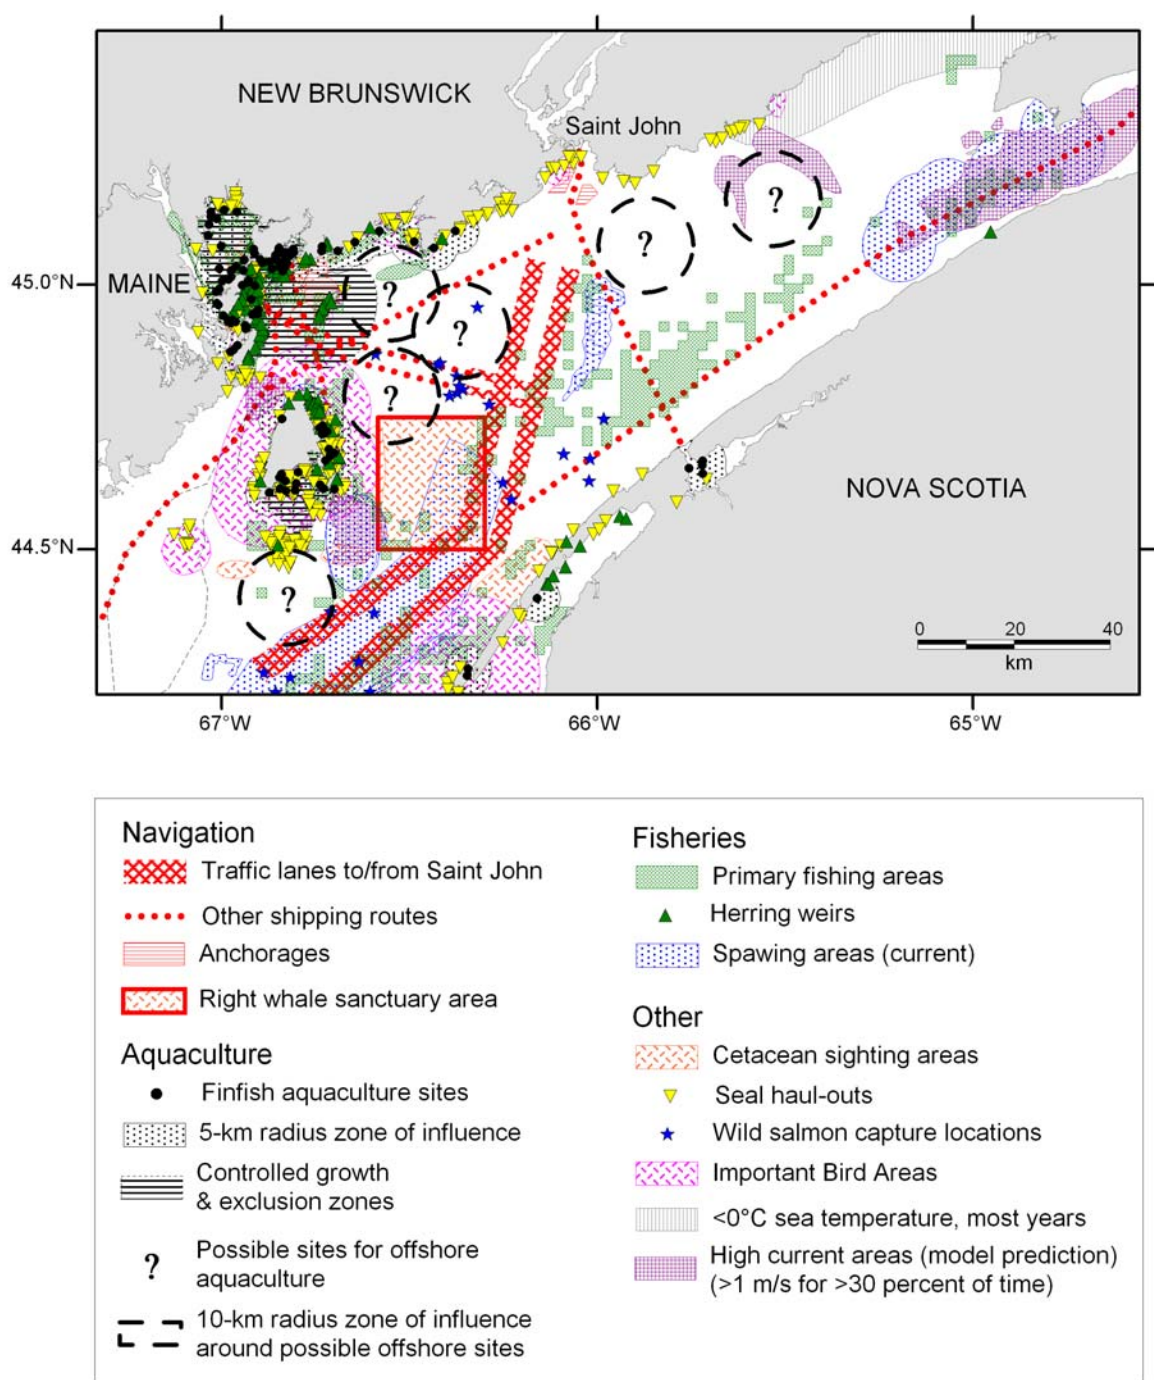 NEW BRUNSWICK
Saint John
MAINE
NOVA SCOTIA
45.0°N
44.5°N
67°W
66°W
65°W
?
?
?
?
?
?
0 20 40
km
Navigation
Traffic lanes to/from Saint John
Other shipping routes
Anchorages
Right whale sanctuary area
Aquaculture
Finfish aquaculture sites
5-km radius zone of influence
Controlled growth
& exclusion zones
?
Possible sites for offshore
aquaculture
10-km radius zone of influence
around possible offshore sites
Fisheries
Primary fishing areas
Herring weirs
Spawing areas (current)
Other
Cetacean sighting areas
Seal haul-outs
Wild salmon capture locations
Important Bird Areas
<0°C sea temperature, most years
High current areas (model prediction)
(>1 m/s for >30 percent of time)